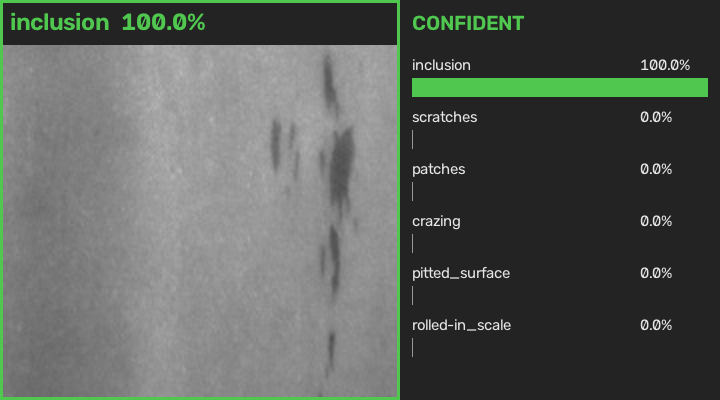 inclusion 100.0%
CONFIDENT
inclusion 100.0%
scratches 0.0%
patches 0.0%
crazing 0.0%
pitted_surface 0.0%
rolled-in_scale 0.0%